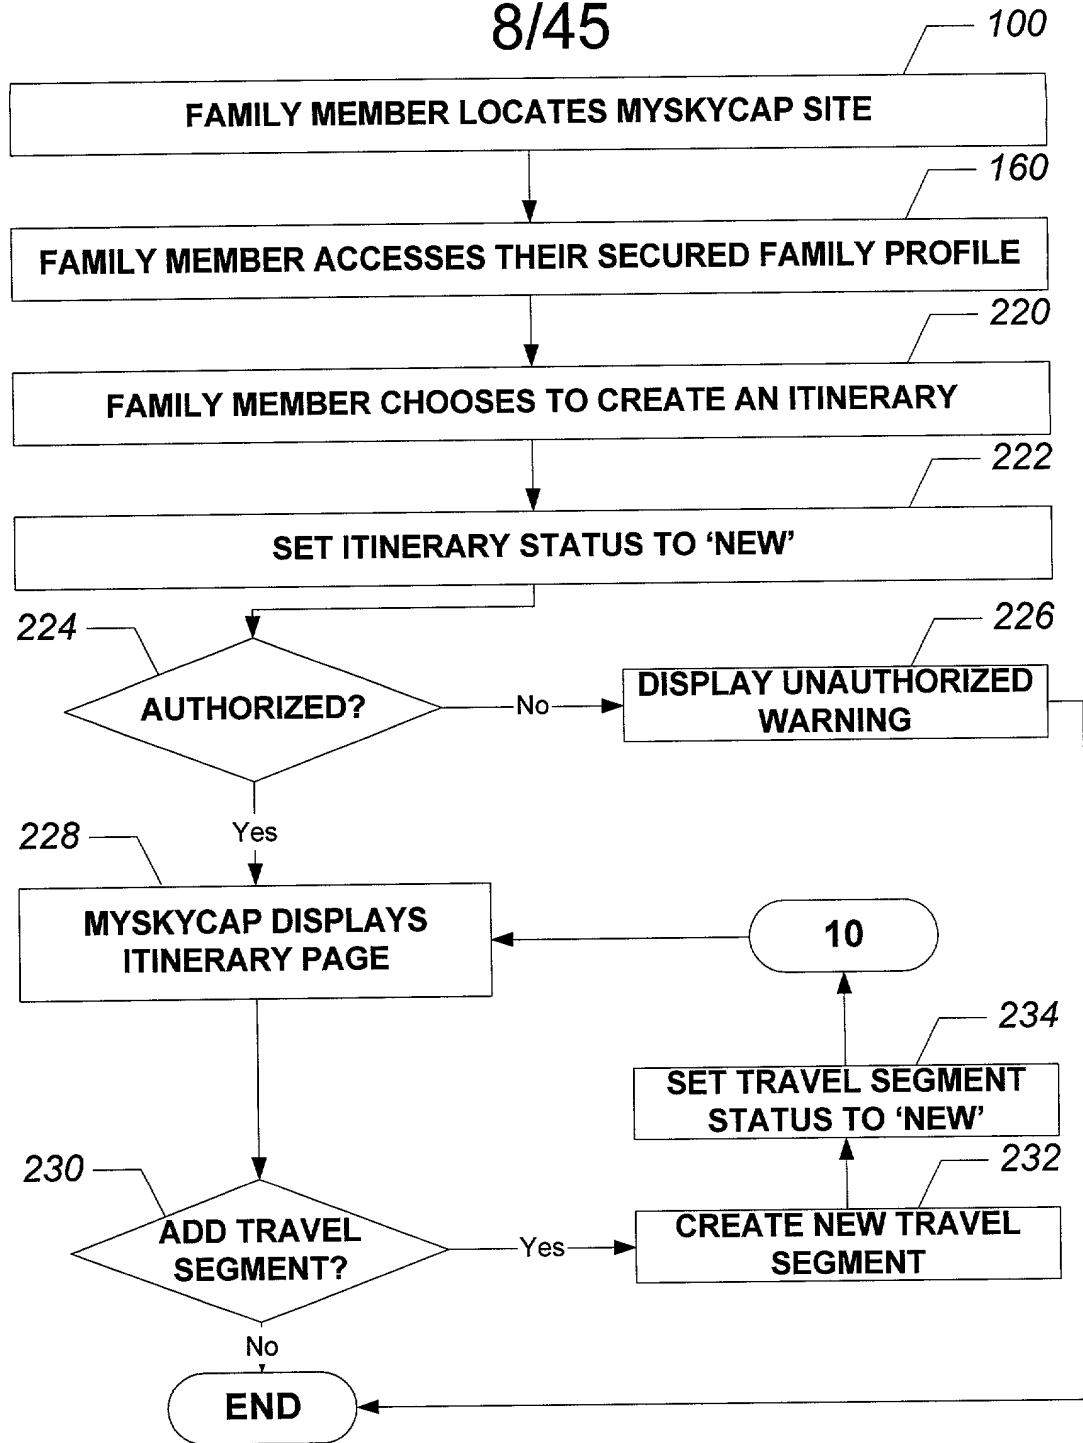 8/45
100
FAMILY MEMBER LOCATES MYSKYCAP SITE
160
FAMILY MEMBER ACCESSES THEIR SECURED FAMILY PROFILE
220
FAMILY MEMBER CHOOSES TO CREATE AN ITINERARY
222
SET ITINERARY STATUS TO ‘NEW’
224
226
AUTHORIZED?
No
DISPLAY UNAUTHORIZED
WARNING
Yes
228
MYSKYCAP DISPLAYS
ITINERARY PAGE
10
234
SET TRAVEL SEGMENT
STATUS TO ‘NEW’
230
232
ADD TRAVEL
SEGMENT?
Yes
CREATE NEW TRAVEL
SEGMENT
No
END